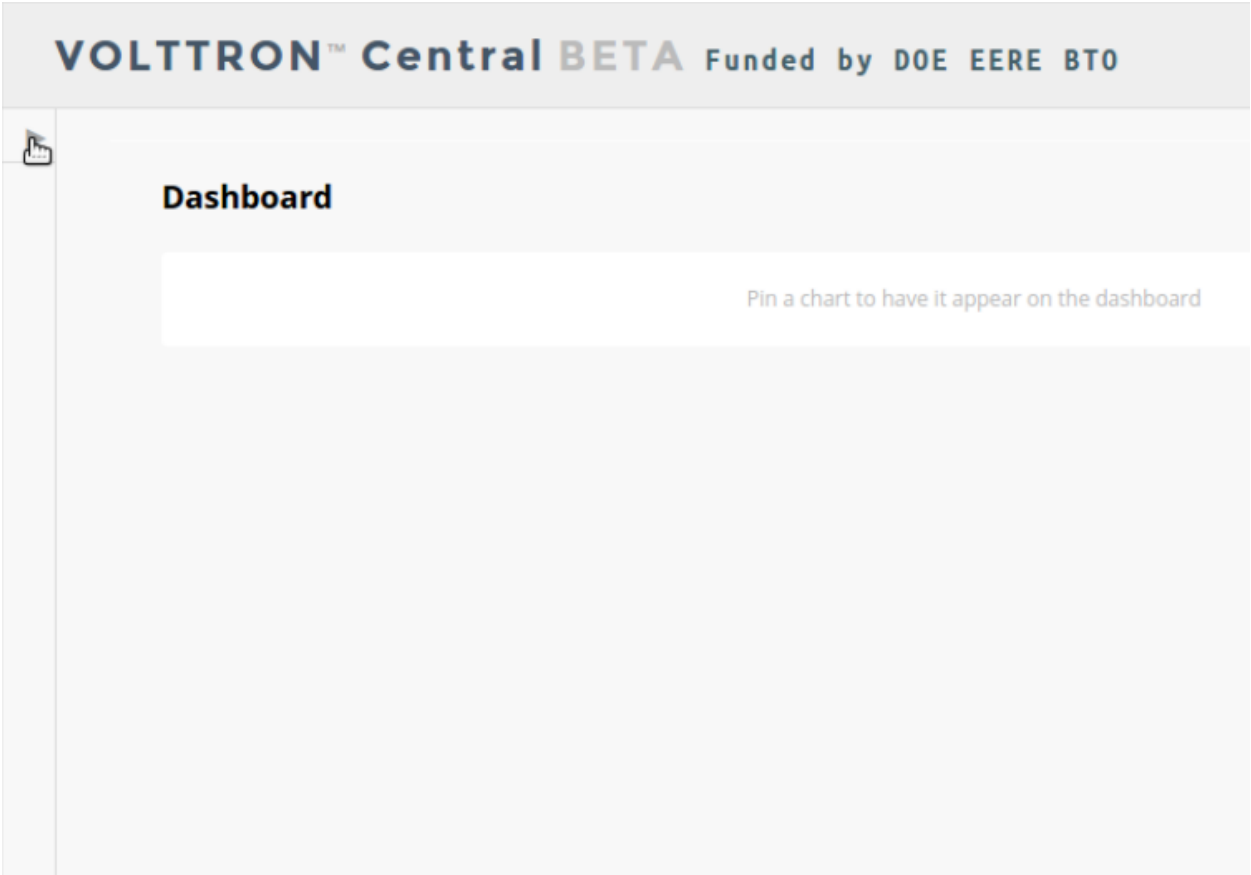 VOLTTRON™ Central BETA Funded by DOE EERE BTO
Dashboard
Pin a chart to have it appear on the dashboard